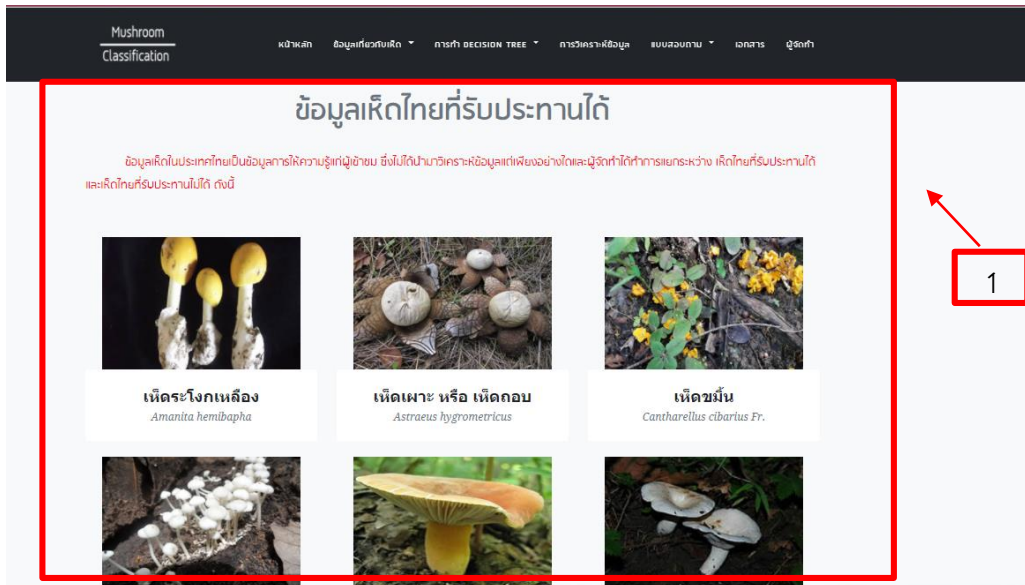 Mushroom
Classification
หน้าหลัก ข้อมูลเกี่ยวกับเห็ด การทำ DECISION TREE การวิเคราะห์ข้อมูล แบบสอบถาม เอกสาร ผู้จัดทำ
ข้อมูลเห็ดไทยที่รับประทานได้
ข้อมูลเห็ดในประเทศไทยเป็นข้อมูลการให้ความรู้แก่ผู้เข้าชม ซึ่งไม่ได้นำมาวิเคราะห์ข้อมูลแต่เพียงอย่างใดและผู้จัดทำได้ทำการแยกระหว่าง เห็ดไทยที่รับประทานได้
และเห็ดไทยที่รับประทานไม่ได้ ดังนี้
1
เห็ดระโงกเหลือง เห็ดเผาะ หรือ เห็ดถอบ เห็ดขมิ้น
Amanita hemibapha Astraeus hygrometricus Cantharellus cibarius Fr.